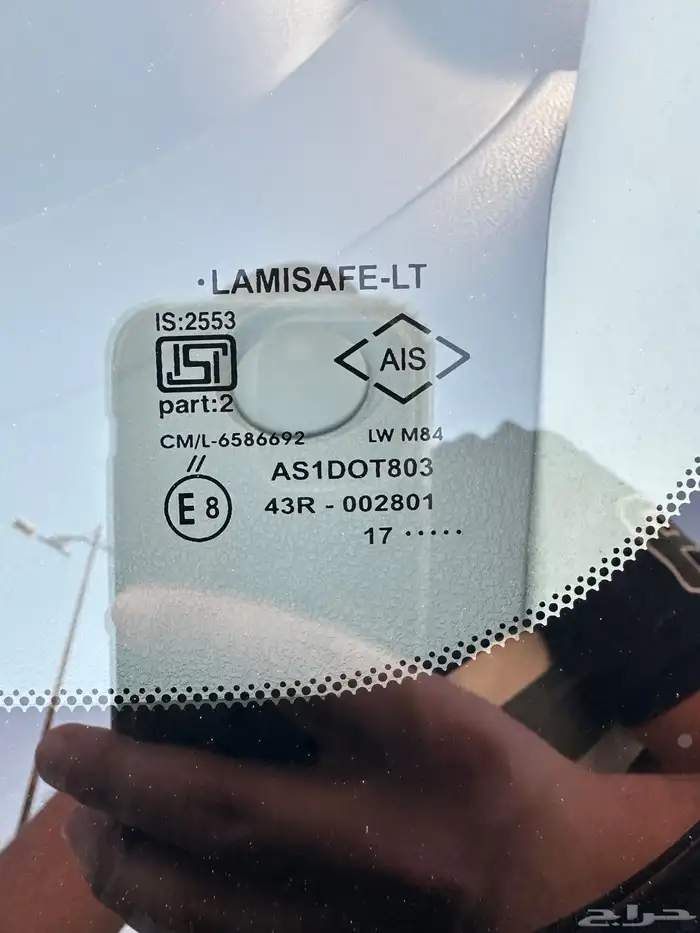 ·LAMISAFE-LT
IS:2553
ISI
part:2
AIS
CM/L-6586692 LW M84
//
AS1DOT803
E 8
43R - 002801
17 ·····
حراج